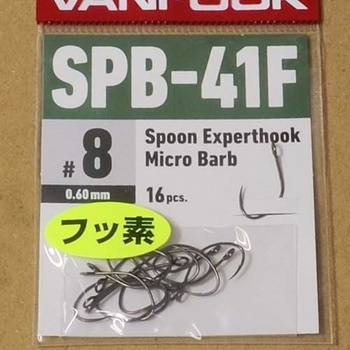 VANFOOK
SPB-41F
#8
0.60mm
Spoon Experthook
Micro Barb
16pcs.
フッ素